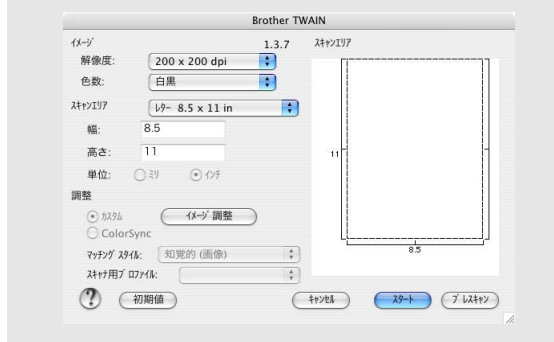 Brother TWAIN
ｲﾒｰｼﾞ 1.3.7 ｽｷｬﾝｴﾘｱ
解像度: 200 x 200 dpi
色数: 白黒
ｽｷｬﾝｴﾘｱ ﾚﾀｰ 8.5 x 11 in
幅: 8.5
高さ: 11
11
単位: ﾐﾘ ｲﾝﾁ
調整
ｶｽﾀﾑ ｲﾒｰｼﾞ 調整
ColorSync
8.5
ﾏｯﾁﾝｸﾞ ｽﾀｲﾙ: 知覚的 (画像)
ｽｷｬﾅ用ﾌﾟﾛﾌｧｲﾙ:
? 初期値 ｷｬﾝｾﾙ ｽﾀｰﾄ ﾌﾟﾚｽｷｬﾝ